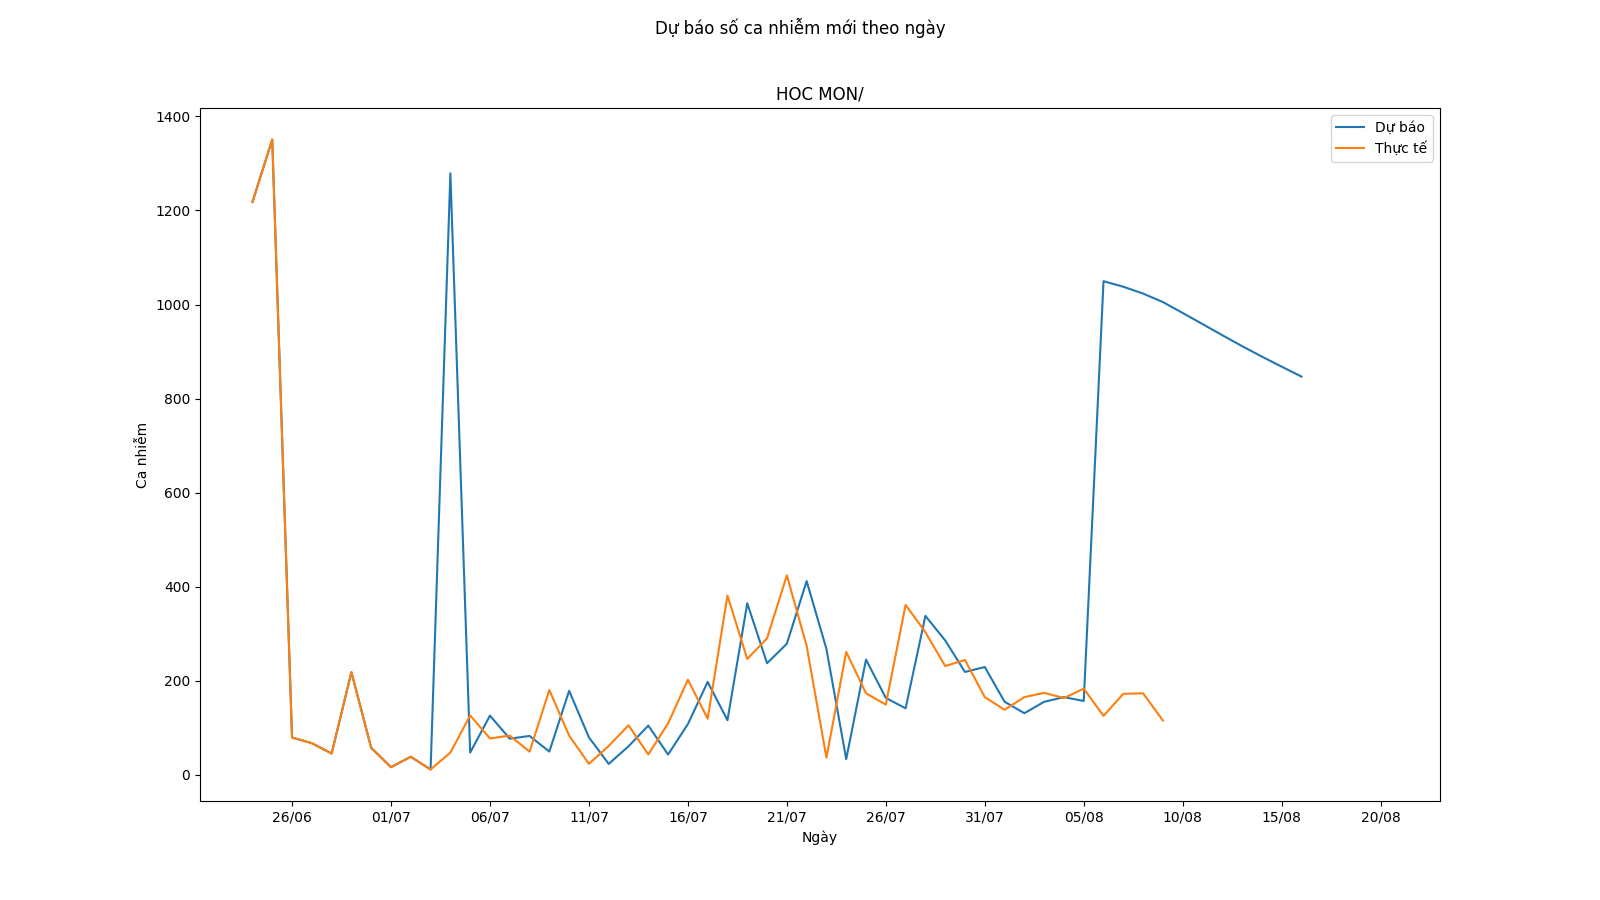 Dự báo số ca nhiễm mới theo ngày
HOC MON/
Dự báo
Thực tế
1400
1200
1000
800
600
400
200
0
Ca nhiễm
26/06 01/07 06/07 11/07 16/07 21/07 26/07 31/07 05/08 10/08 15/08 20/08
Ngày